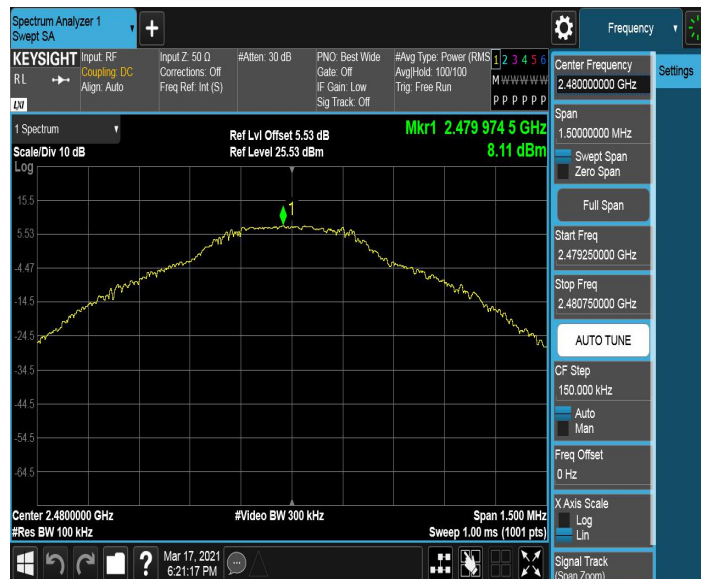 Spectrum Analyzer 1
Swept SA
+
Frequency
KEYSIGHT
RL
LXI
Input: RF
Coupling: DC
Align: Auto
Input Z: 50 Ω
Corrections: Off
Freq Ref: Int (S)
#Atten: 30 dB
PNO: Best Wide
Gate: Off
IF Gain: Low
Sig Track: Off
#Avg Type: Power (RMS
Avg|Hold: 100/100
Trig: Free Run
1 2 3 4 5 6
M W W W W W
P P P P P P
1 Spectrum
Scale/Div 10 dB
Log
Ref Lvl Offset 5.53 dB
Ref Level 25.53 dBm
Mkr1 2.479 974 5 GHz
8.11 dBm
1
15.5
5.53
-4.47
-14.5
-24.5
-34.5
-44.5
-54.5
-64.5
Center 2.4800000 GHz
#Res BW 100 kHz
#Video BW 300 kHz
Span 1.500 MHz
Sweep 1.00 ms (1001 pts)
Center Frequency
2.480000000 GHz
Settings
Span
1.50000000 MHz
Swept Span
Zero Span
Full Span
Start Freq
2.479250000 GHz
Stop Freq
2.480750000 GHz
AUTO TUNE
CF Step
150.000 kHz
Auto
Man
Freq Offset
0 Hz
X Axis Scale
Log
Lin
Signal Track
(Span Zoom)
?
Mar 17, 2021
6:21:17 PM